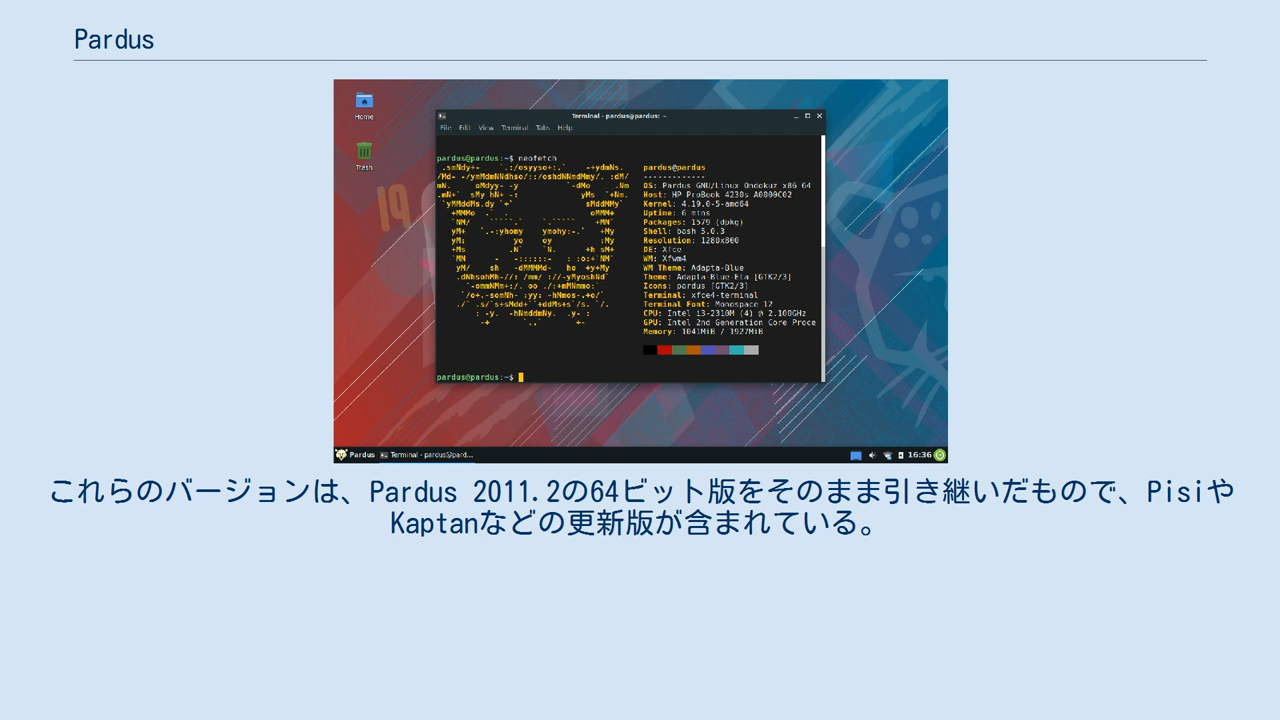 Pardus
Home
Trash
19
Terminal - pardus@pardus: ~
File Edit View Terminal Tabs Help
pardus@pardus:~$ neofetch
pardus@pardus
-------------
OS: Pardus GNU/Linux Ondokuz x86 64
Host: HP ProBook 4230s A0000C02
Kernel: 4.19.0-5-amd64
Uptime: 6 mins
Packages: 1579 (dpkg)
Shell: bash 5.0.3
Resolution: 1280x800
DE: Xfce
WM: Xfwm4
WM Theme: Adapta-Blue
Theme: Adapta-Blue-Eta [GTK2/3]
Icons: pardus [GTK2/3]
Terminal: xfce4-terminal
Terminal Font: Monospace 12
CPU: Intel i3-2310M (4) @ 2.100GHz
GPU: Intel 2nd Generation Core Proce
Memory: 1041MiB / 1927MiB
pardus@pardus:~$
Pardus Terminal - pardus@pard... 16:36
これらのバージョンは、Pardus 2011.2の64ビット版をそのまま引き継いだもので、Pisiや
Kaptanなどの更新版が含まれている。